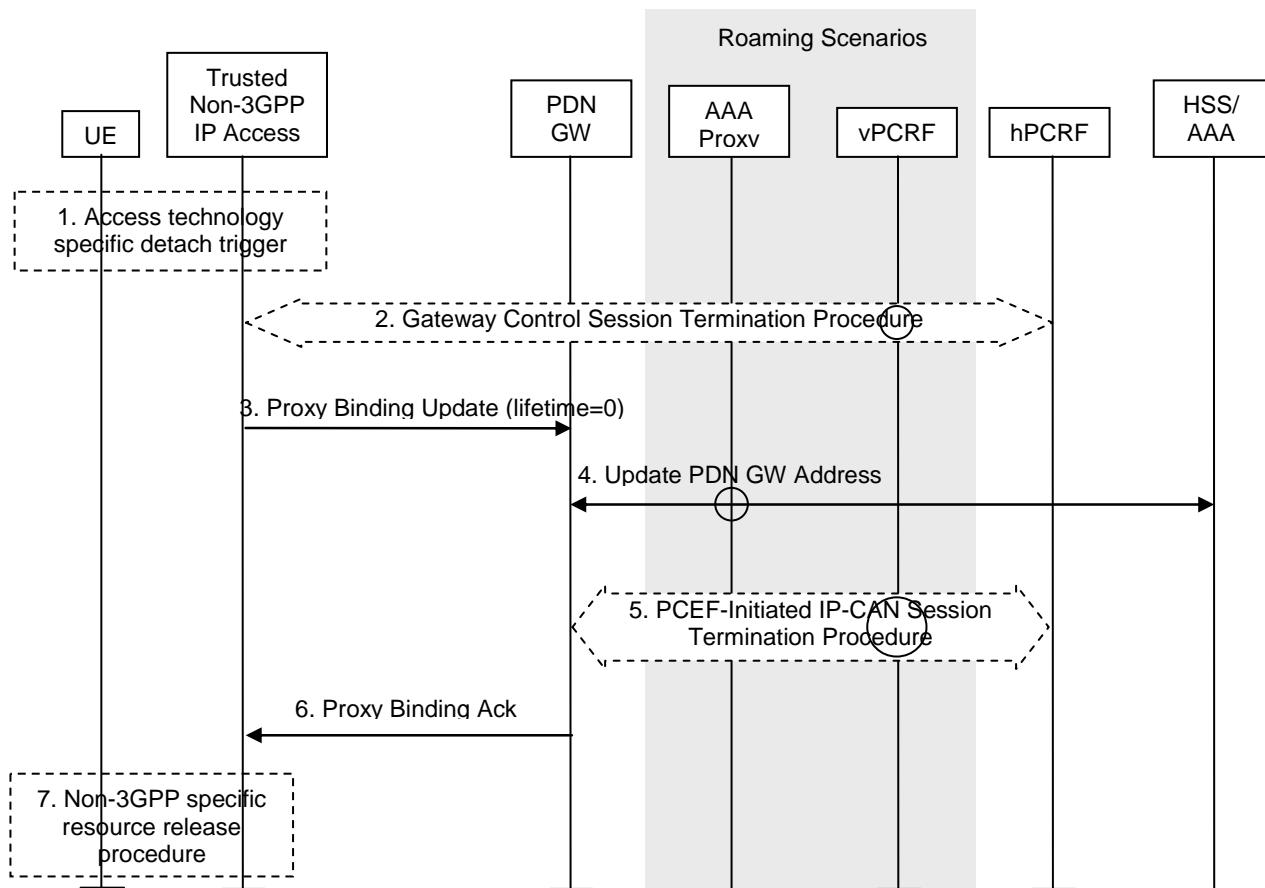 Roaming Scenarios
UE
Trusted
Non-3GPP
IP Access
PDN
GW
AAA
Proxy
vPCRF
hPCRF
HSS/
AAA
1. Access technology
specific detach trigger
2. Gateway Control Session Termination Procedure
3. Proxy Binding Update (lifetime=0)
4. Update PDN GW Address
5. PCEF-Initiated IP-CAN Session
Termination Procedure
6. Proxy Binding Ack
7. Non-3GPP specific
resource release
procedure